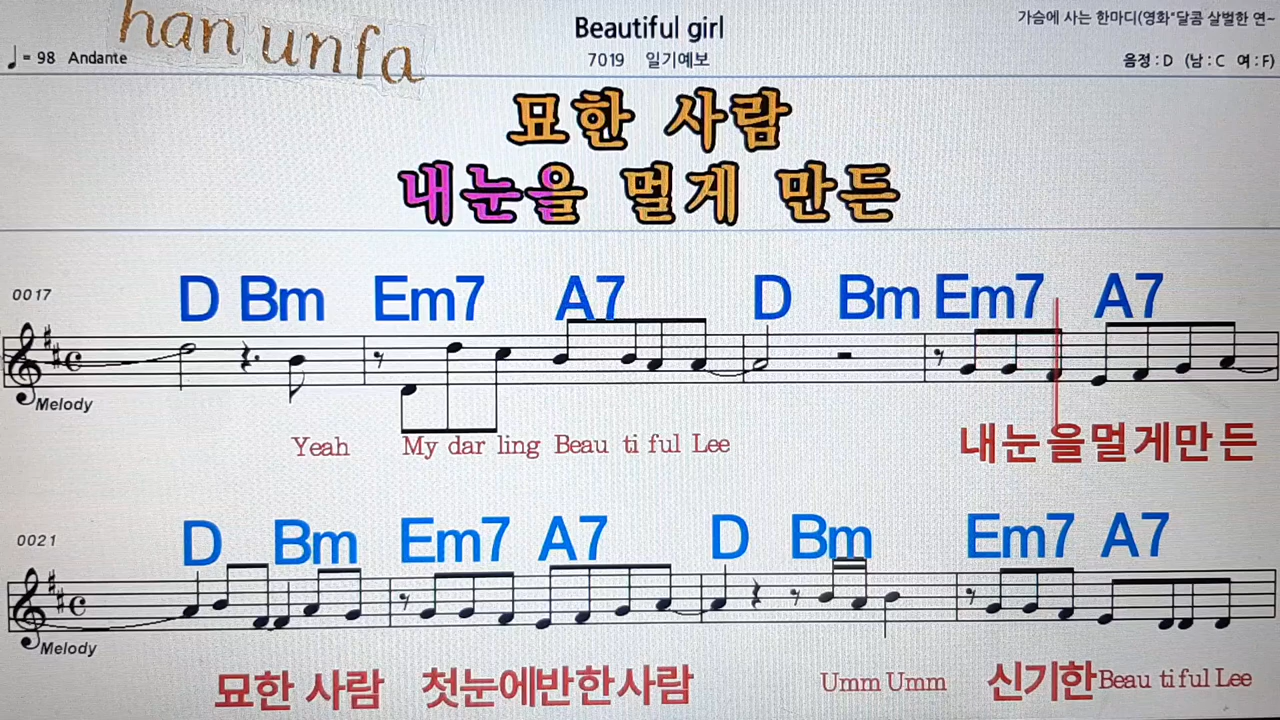 han unfa
Beautiful girl
가슴에 사는 한마디(영화"달콤 살벌한 연~
♩= 98 Andante
7019 일기예보
음정 : D (남 : C 여 : F)
묘한 사람
내눈을 멀게 만든
0017
D Bm Em7 A7 D Bm Em7 A7
Melody
Yeah My dar ling Beau ti ful Lee 내눈을멀게만든
0021
D Bm Em7 A7 D Bm Em7 A7
Melody
묘한 사람 첫눈에반한사람 Umm Umm 신기한Beau ti ful Lee